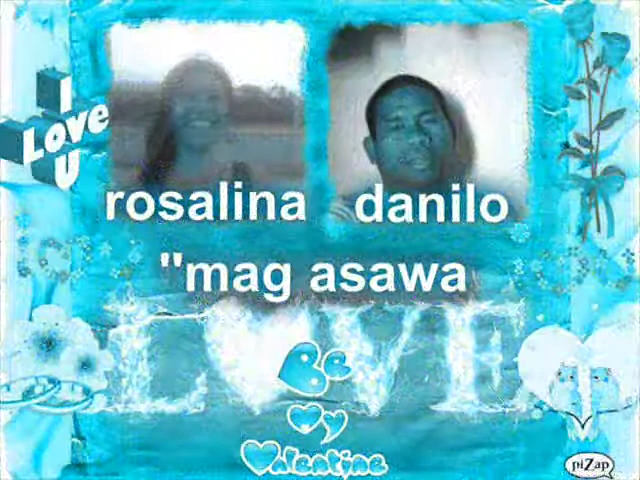 I
Love
U
rosalina danilo
"mag asawa
LOVE
Be
My
Valentine
piZap